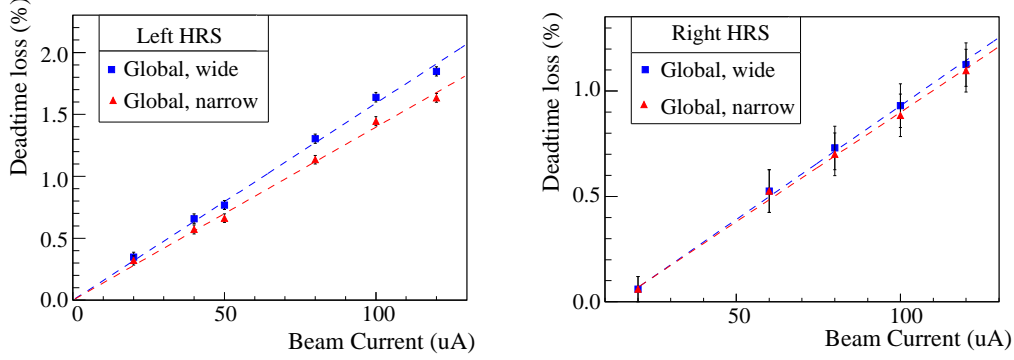 Deadtime loss (%)
Left HRS
Global, wide
Global, narrow
2.0
1.5
1.0
0.5
0.0
0
50
100
Beam Current (uA)
Deadtime loss (%)
Right HRS
Global, wide
Global, narrow
1.0
0.5
0.0
50
100
Beam Current (uA)